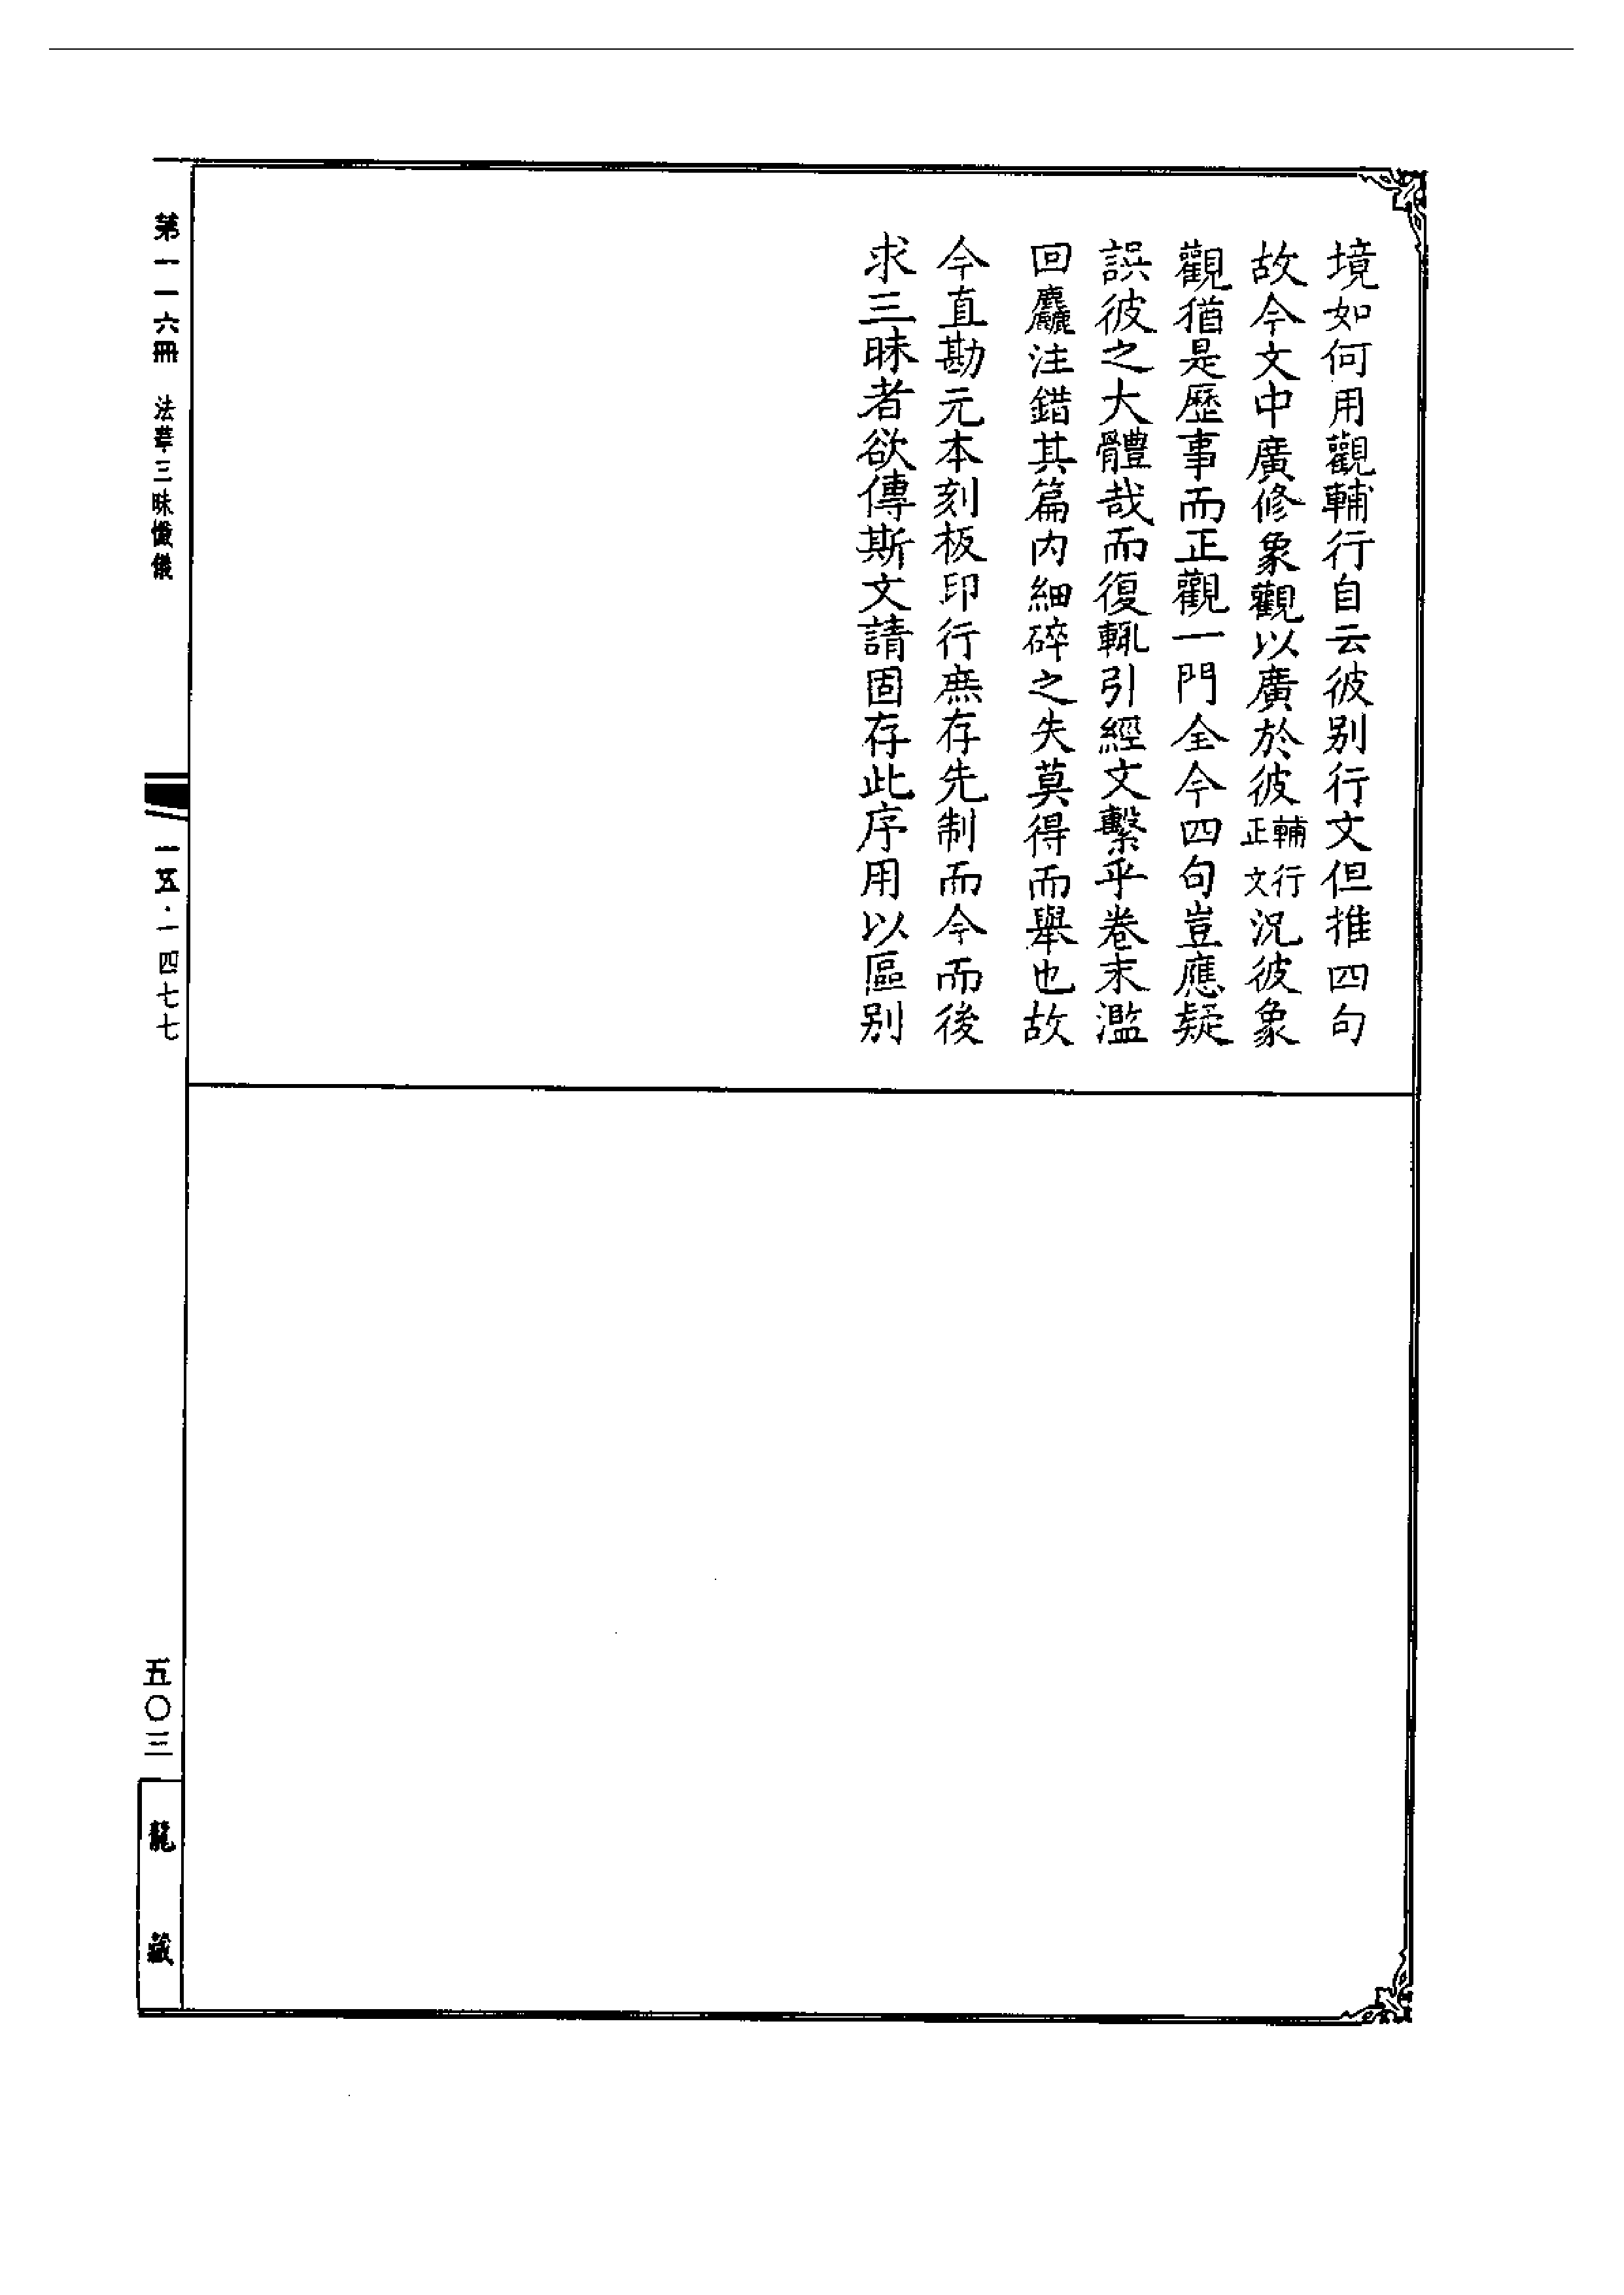 境如何用觀輔行自云彼别行文但推四句
故今文中廣修象觀以廣於彼輔行正文況彼象
觀猶是歷事而正觀一門全今四句豈應疑
誤彼之大體哉而復輒引經文繫乎卷末濫
回麤注錯其篇内細碎之失莫得而舉也故
今直勘元本刻板印行庶存先制而今而後
求三昧者欲傳斯文請固存此序用以區别
第一一六冊　法華三昧懺儀
一五·一四七七
五〇三
龍藏